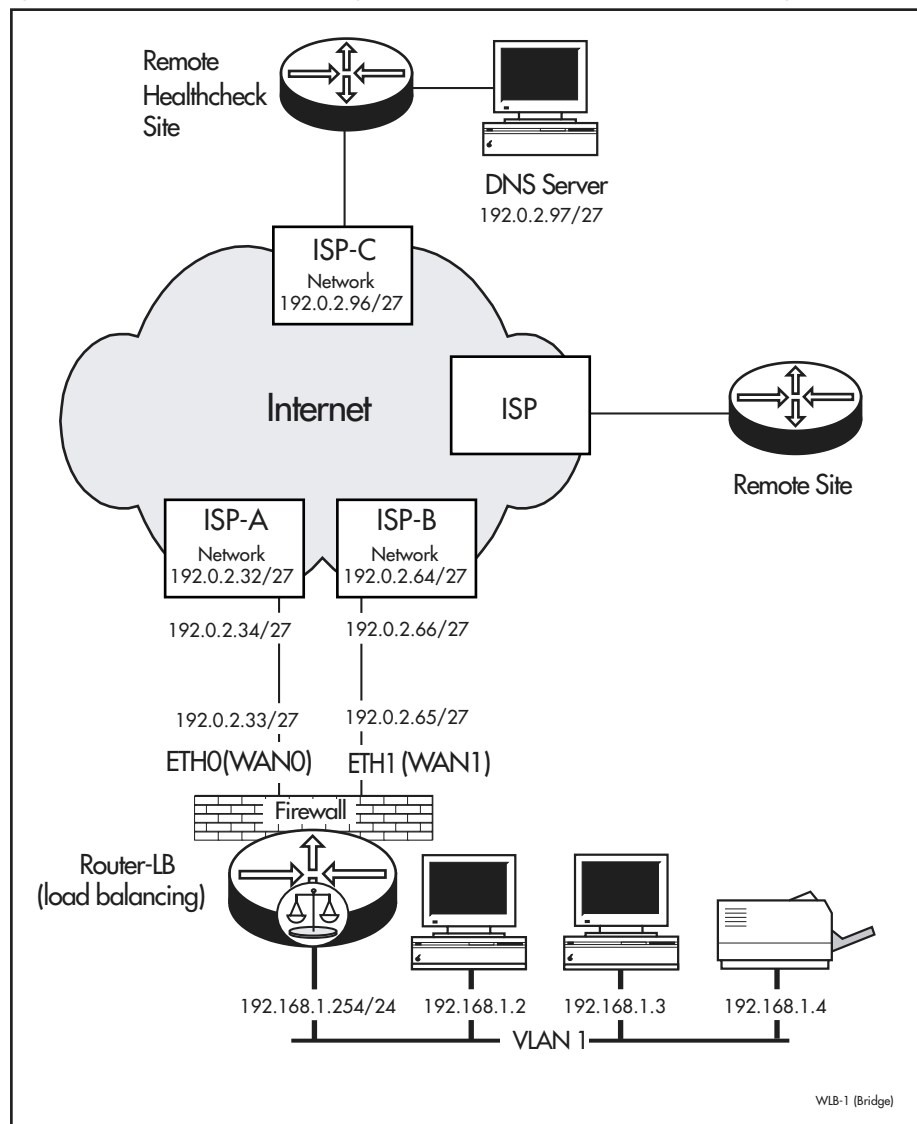 Remote
Healthcheck
Site
DNS Server
192.0.2.97/27
ISP-C
Network
192.0.2.96/27
Internet
ISP
Remote Site
ISP-A
Network
192.0.2.32/27
ISP-B
Network
192.0.2.64/27
192.0.2.34/27
192.0.2.66/27
192.0.2.33/27
192.0.2.65/27
ETH0(WAN0)
ETH1 (WAN1)
Firewall
Router-LB
(load balancing)
192.168.1.254/24
192.168.1.2
192.168.1.3
192.168.1.4
VLAN 1
WLB-1 (Bridge)